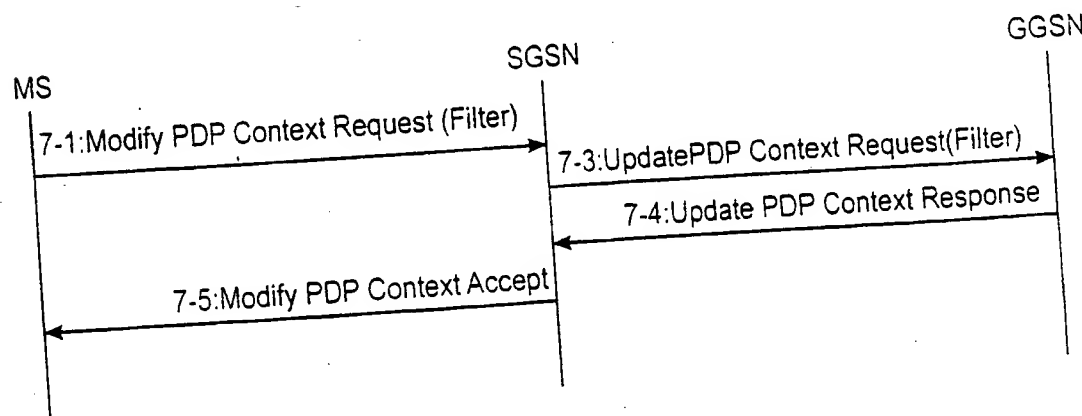 MS
SGSN
GGSN
7-1:Modify PDP Context Request (Filter)
7-3:UpdatePDP Context Request(Filter)
7-4:Update PDP Context Response
7-5:Modify PDP Context Accept